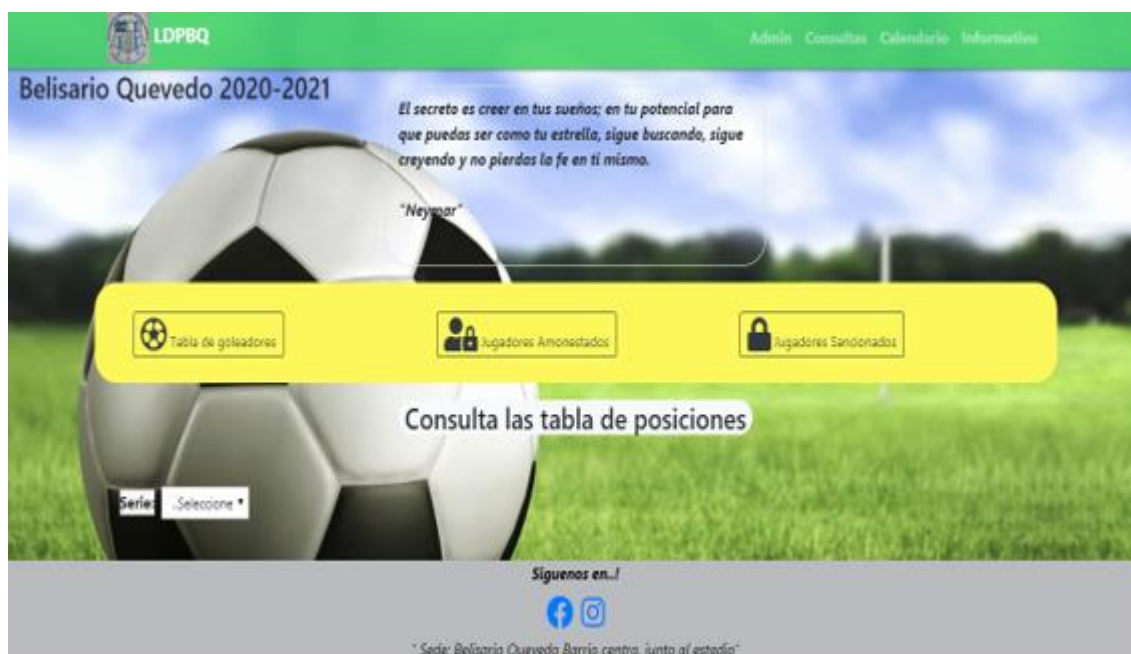 LDPBQ
Admin Consultas Calendario Informativo
Belisario Quevedo 2020-2021
El secreto es creer en tus sueños; en tu potencial para
que puedas ser como tu estrella, sigue buscando, sigue
creyendo y no pierdas la fe en ti mismo.
"Neymar"
Tabla de goleadores
Jugadores Amonestados
Jugadores Sancionados
Consulta las tabla de posiciones
Serie: ..Seleccione
Siguenos en..!
" Sede: Belisario Quevedo Barrio centro, junto al estadio"